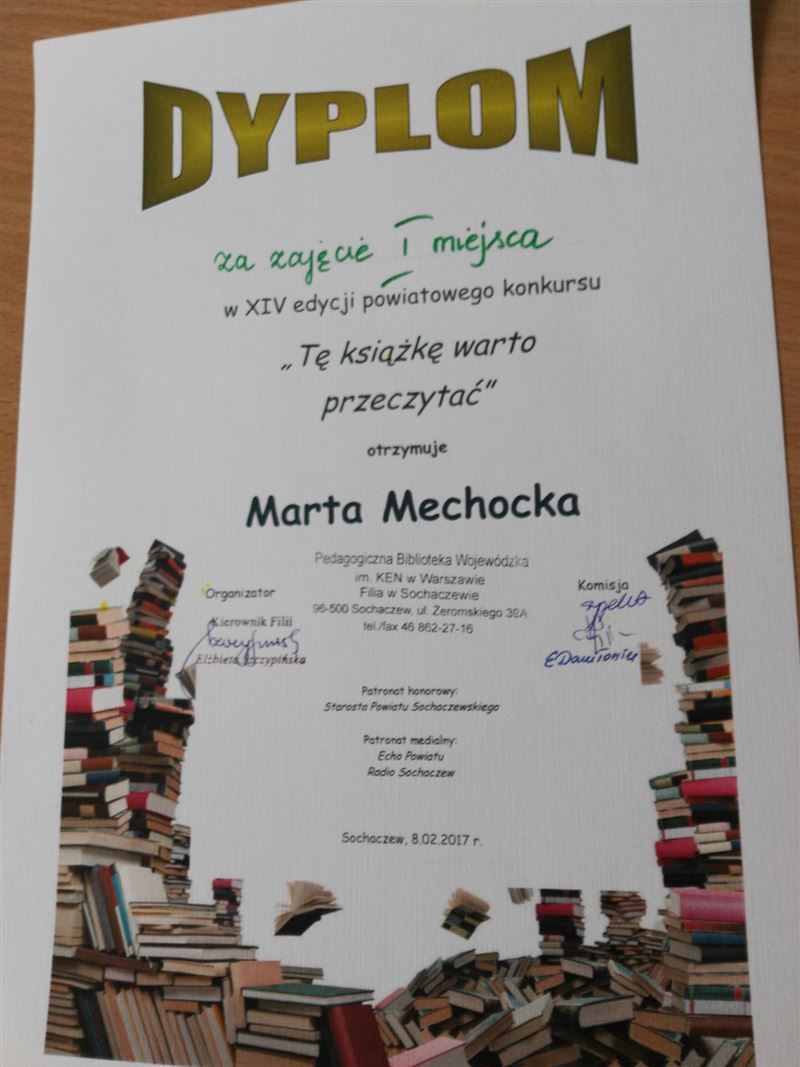 DYPLOM
za zajęcie I miejsca
w XIV edycji powiatowego konkursu
„Tę książkę warto
przeczytać"
otrzymuje
Marta Mechocka
Pedagogiczna Biblioteka Wojewódzka
im. KEN w Warszawie
Filia w Sochaczewie
96-500 Sochaczew, ul. Żeromskiego 39A
tel./fax 46 862-27-16
Organizator
Kierownik Filii
Elżbieta
Komisja
Patronat honorowy:
Starosta Powiatu Sochaczewskiego
Patronat medialny:
Echo Powiatu
Radio Sochaczew
Sochaczew, 8.02.2017 r.